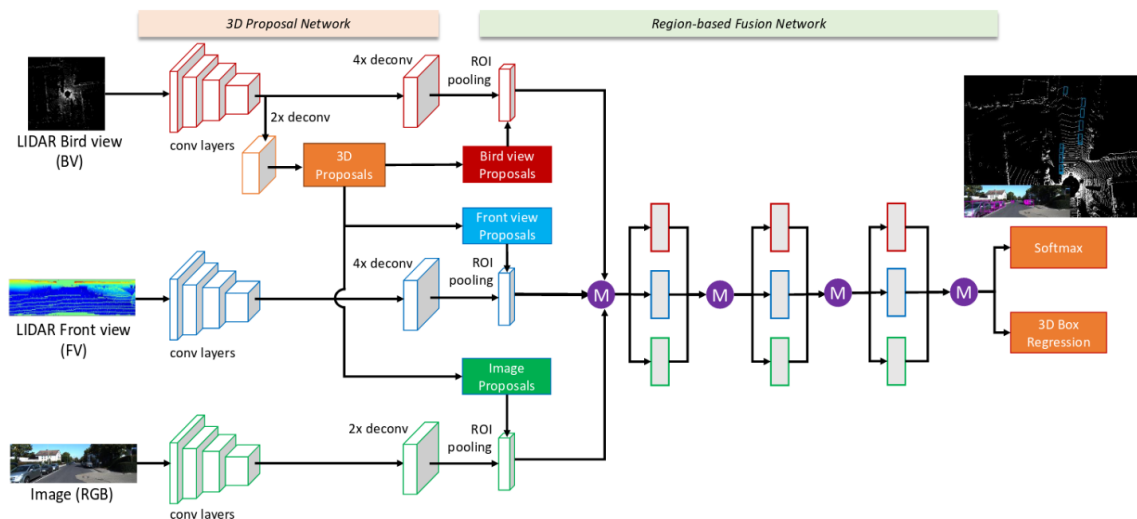 3D Proposal Network
Region-based Fusion Network
4x deconv
ROI
pooling
LIDAR Bird view
(BV)
conv layers
2x deconv
3D
Proposals
Bird view
Proposals
Front view
Proposals
4x deconv
ROI
pooling
LIDAR Front view
(FV)
conv layers
M
M
M
M
Softmax
3D Box
Regression
Image
Proposals
2x deconv
ROI
pooling
Image (RGB)
conv layers